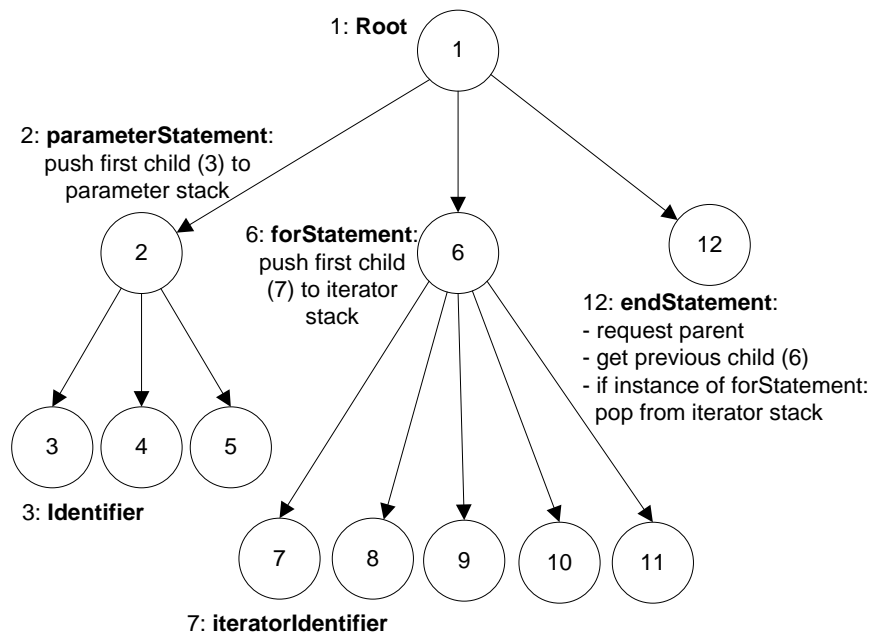 1: Root
1
2: parameterStatement:
push first child (3) to
parameter stack
2
6: forStatement:
push first child
(7) to iterator
stack
6
12
12: endStatement:
- request parent
- get previous child (6)
- if instance of forStatement:
pop from iterator stack
3
4
5
3: Identifier
7
8
9
10
11
7: iteratorIdentifier